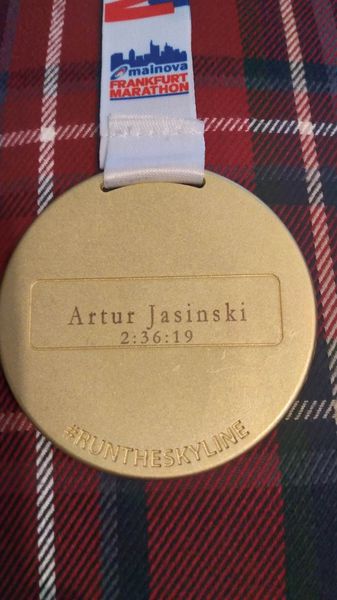 mainova
FRANKFURT
MARATHON
Artur Jasinski
2:36:19
#RUNTHESKYLINE